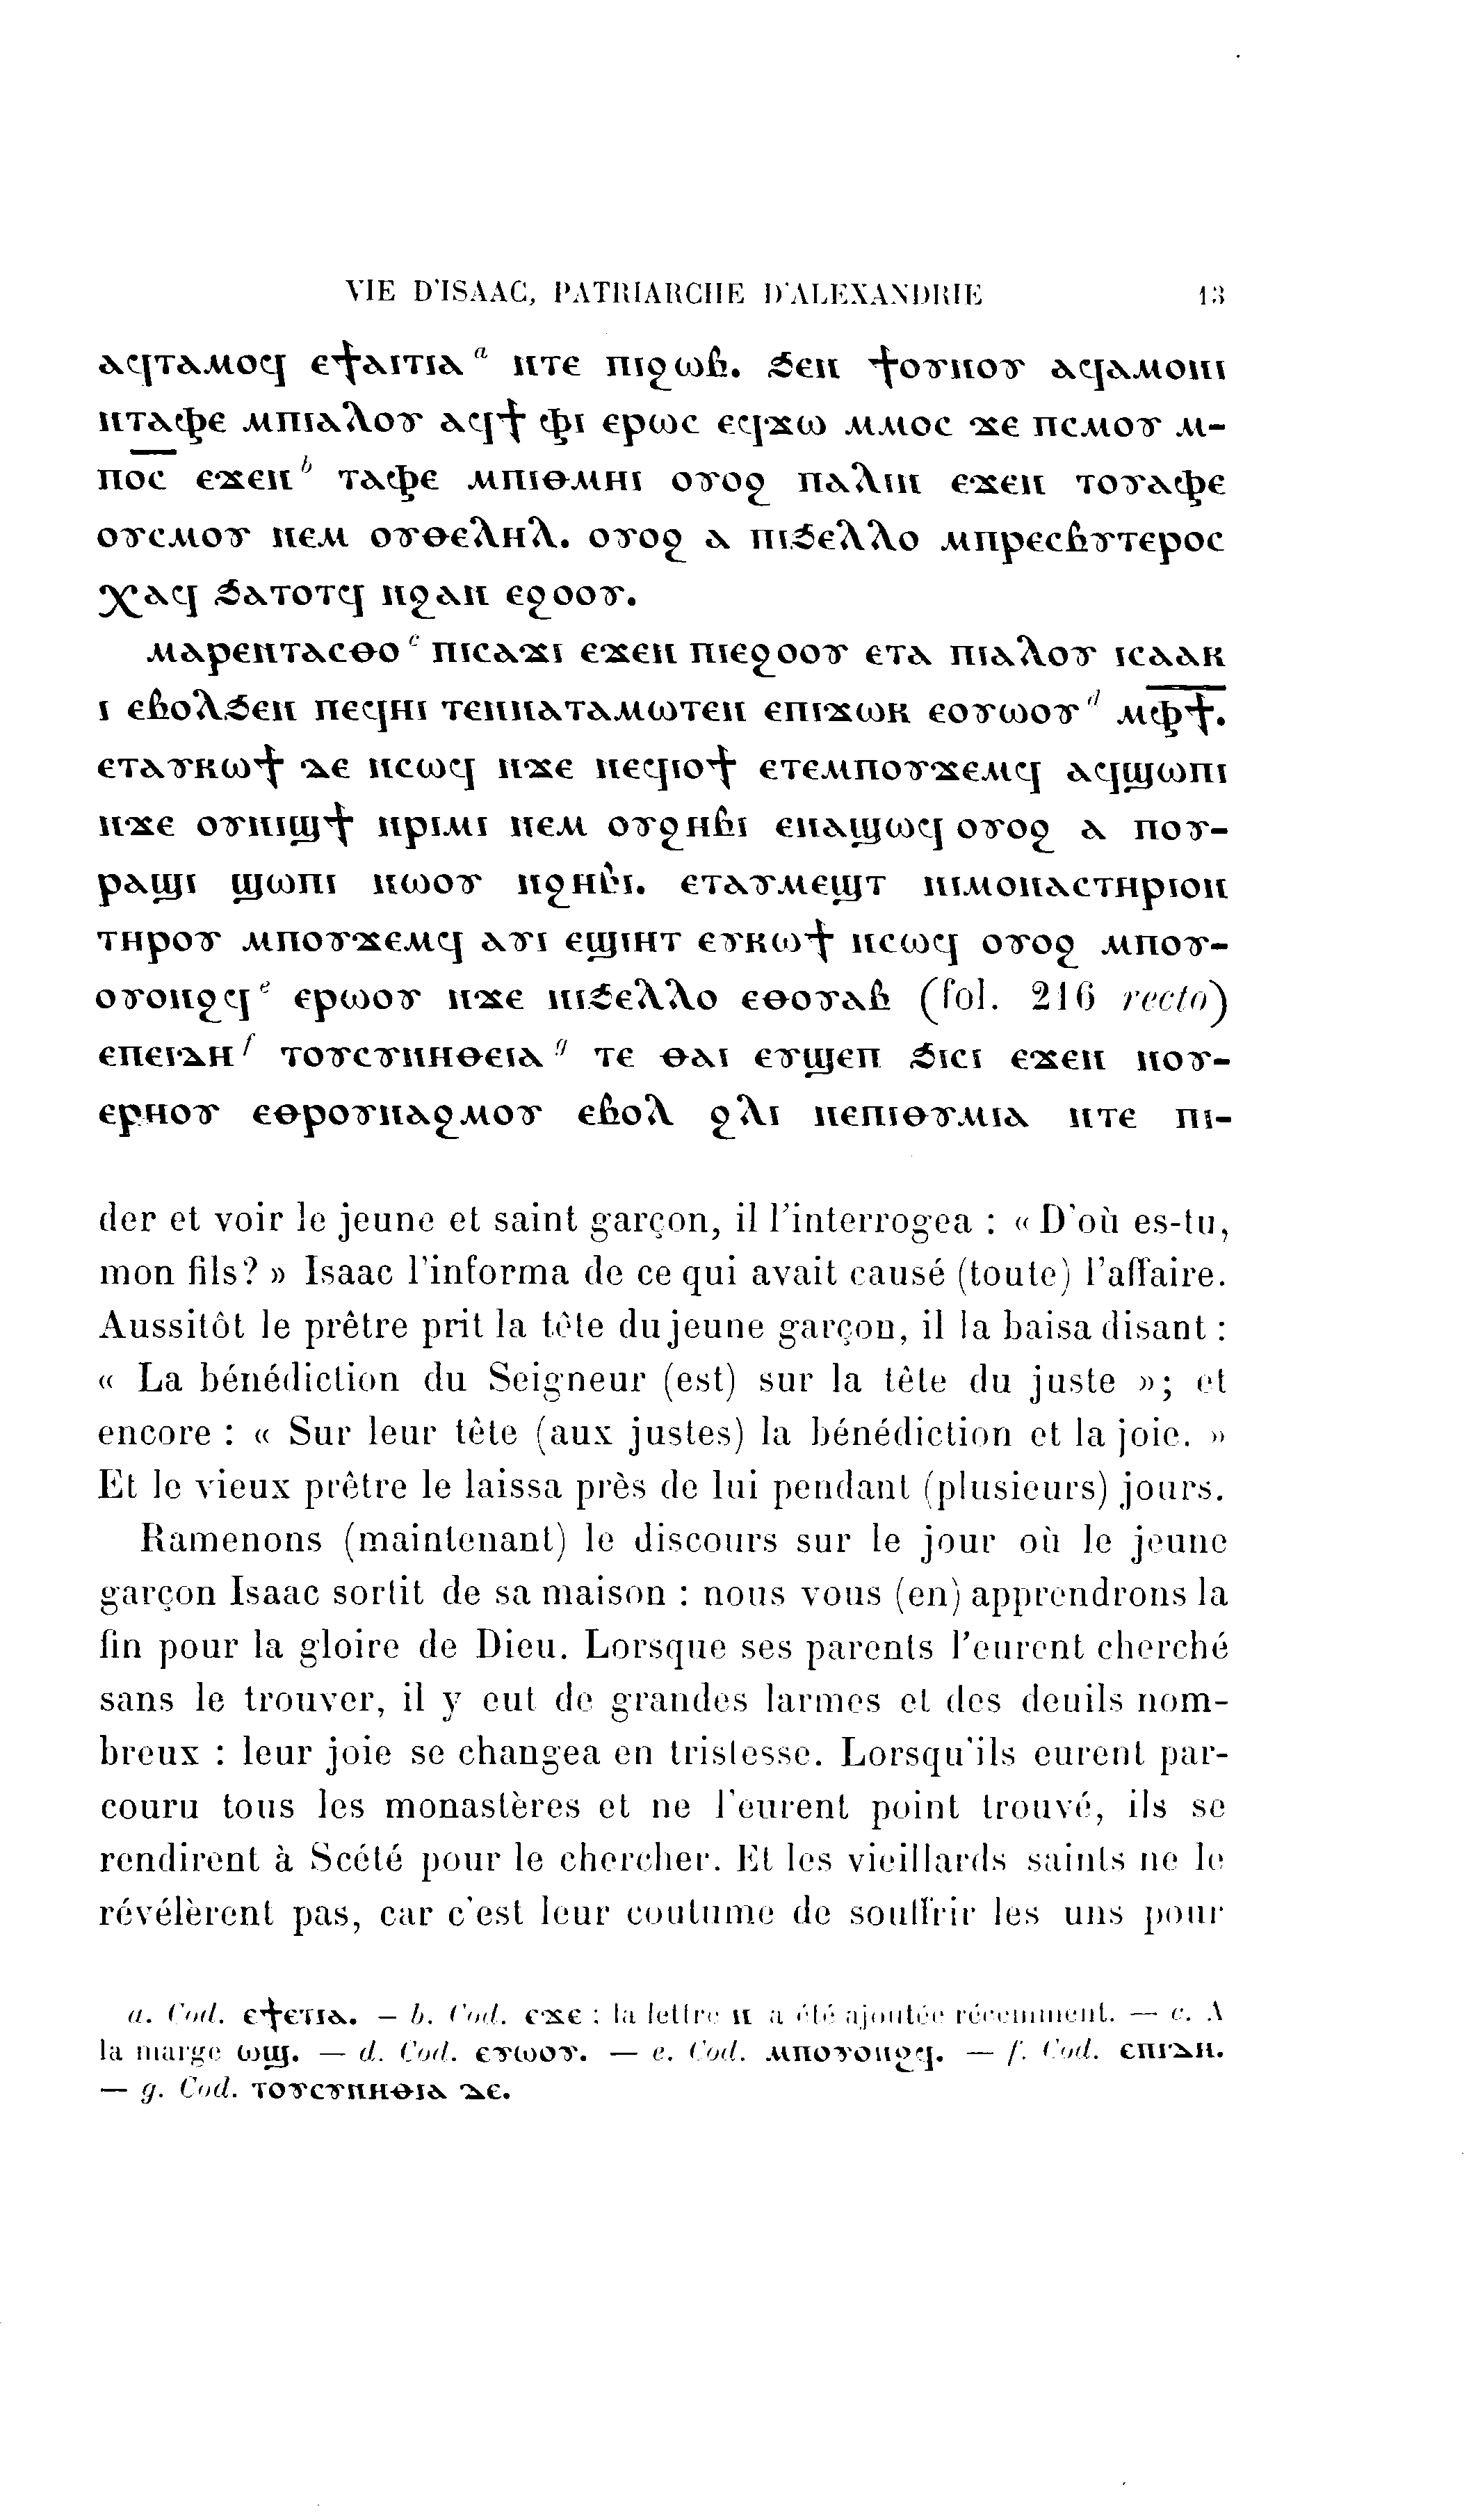 VIE D'ISAAC, PATRIARCHE D'ALEXANDRIE 13
ⲁϥⲧⲁⲙⲟϥ ⲉϯⲁⲓⲧⲓⲁ a ⲛⲧⲉ ⲡⲓϩⲱⲃ. ϧⲉⲛ ϯⲟⲩⲛⲟⲩ ⲁϥⲁⲙⲟⲛⲓ
ⲛⲧⲁⲫⲉ ⲙⲡⲓⲁⲗⲟⲩ ⲁϥϯ ⲫⲓ ⲉⲣⲱⲥ ⲉϥϫⲱ ⲙⲙⲟⲥ ϫⲉ ⲡⲥⲙⲟⲩ ⲙ-
ⲡⲟ̅ⲥ̅ ⲉϫⲉⲛ b ⲧⲁⲫⲉ ⲙⲡⲓⲑⲙⲏⲓ ⲟⲩⲟϩ ⲡⲁⲗⲓⲛ ⲉϫⲉⲛ ⲧⲟⲩⲁⲫⲉ
ⲟⲩⲥⲙⲟⲩ ⲛⲉⲙ ⲟⲩⲑⲉⲗⲏⲗ. ⲟⲩⲟϩ ⲁ ⲡⲓϧⲉⲗⲗⲟ ⲙⲡⲣⲉⲥⲃⲩⲧⲉⲣⲟⲥ
ⲭⲁϥ ϧⲁⲧⲟⲧϥ ⲛϩⲁⲛ ⲉϩⲟⲟⲩ.
ⲙⲁⲣⲉⲛⲧⲁⲥⲑⲟ c ⲡⲓⲥⲁϫⲓ ⲉϫⲉⲛ ⲡⲓⲉϩⲟⲟⲩ ⲉⲧⲁ ⲡⲓⲁⲗⲟⲩ ⲓⲥⲁⲁⲕ
ⲓ ⲉⲃⲟⲗϧⲉⲛ ⲡⲉϥⲏⲓ ⲧⲉⲛⲛⲁⲧⲁⲙⲱⲧⲉⲛ ⲉⲡⲓϫⲱⲕ ⲉⲟⲩⲱⲟⲩ d ⲙⲫ̅ϯ̅.
ⲉⲧⲁⲩⲕⲱϯ ⲇⲉ ⲛⲥⲱϥ ⲛϫⲉ ⲛⲉϥⲓⲟϯ ⲉⲧⲉⲙⲡⲟⲩϫⲉⲙϥ ⲁϥϣⲱⲡⲓ
ⲛϫⲉ ⲟⲩⲛⲓϣϯ ⲛⲣⲓⲙⲓ ⲛⲉⲙ ⲟⲩϩⲏⲃⲓ ⲉⲛⲁϣⲱϥ ⲟⲩⲟϩ ⲁ ⲡⲟⲩ-
ⲣⲁϣⲓ ϣⲱⲡⲓ ⲛⲱⲟⲩ ⲛϩⲏⲃⲓ. ⲉⲧⲁⲩⲙⲉϣⲧ ⲛⲓⲙⲟⲛⲁⲥⲧⲏⲣⲓⲟⲛ
ⲧⲏⲣⲟⲩ ⲙⲡⲟⲩϫⲉⲙϥ ⲁⲩⲓ ⲉϣⲓⲏⲧ ⲉⲩⲕⲱϯ ⲛⲥⲱϥ ⲟⲩⲟϩ ⲙⲡⲟⲩ-
ⲟⲩⲟⲛϩϥ e ⲉⲣⲱⲟⲩ ⲛϫⲉ ⲛⲓϧⲉⲗⲗⲟ ⲉⲑⲟⲩⲁⲃ (fol. 216 recto)
ⲉⲡⲉⲓⲇⲏ f ⲧⲟⲩⲥⲩⲛⲏⲑⲉⲓⲁ g ⲧⲉ ⲑⲁⲓ ⲉⲩϣⲉⲡ ϧⲓⲥⲓ ⲉϫⲉⲛ ⲛⲟⲩ-
ⲉⲣⲏⲟⲩ ⲉⲑⲣⲟⲩⲛⲁϩⲙⲟⲩ ⲉⲃⲟⲗ ϩⲗⲓ ⲛⲉⲡⲓⲑⲩⲙⲓⲁ ⲛⲧⲉ ⲡⲓ-
der et voir le jeune et saint garçon, il l'interrogea : « D'où es-tu,
mon fils? » Isaac l'informa de ce qui avait causé (toute) l'affaire.
Aussitôt le prêtre prit la tête du jeune garçon, il la baisa disant :
« La bénédiction du Seigneur (est) sur la tête du juste »; et
encore : « Sur leur tête (aux justes) la bénédiction et la joie. »
Et le vieux prêtre le laissa près de lui pendant (plusieurs) jours.
Ramenons (maintenant) le discours sur le jour où le jeune
garçon Isaac sortit de sa maison : nous vous (en) apprendrons la
fin pour la gloire de Dieu. Lorsque ses parents l'eurent cherché
sans le trouver, il y eut de grandes larmes et des deuils nom-
breux : leur joie se changea en tristesse. Lorsqu'ils eurent par-
couru tous les monastères et ne l'eurent point trouvé, ils se
rendirent à Scété pour le chercher. Et les vieillards saints ne le
révélèrent pas, car c'est leur coutume de souffrir les uns pour
a. Cod. ⲉϯⲉⲧⲓⲁ. — b. Cod. ⲉϫⲉ : la lettre ⲛ a été ajoutée récemment. — c. A
la marge ⲱϣ. — d. Cod. ⲉⲩⲱⲟⲩ. — e. Cod. ⲙⲡⲟⲩⲟⲛϩϥ. — f. Cod. ⲉⲡⲓⲇⲏ.
— g. Cod. ⲧⲟⲩⲥⲩⲛⲏⲑⲓⲁ ⲇⲉ.